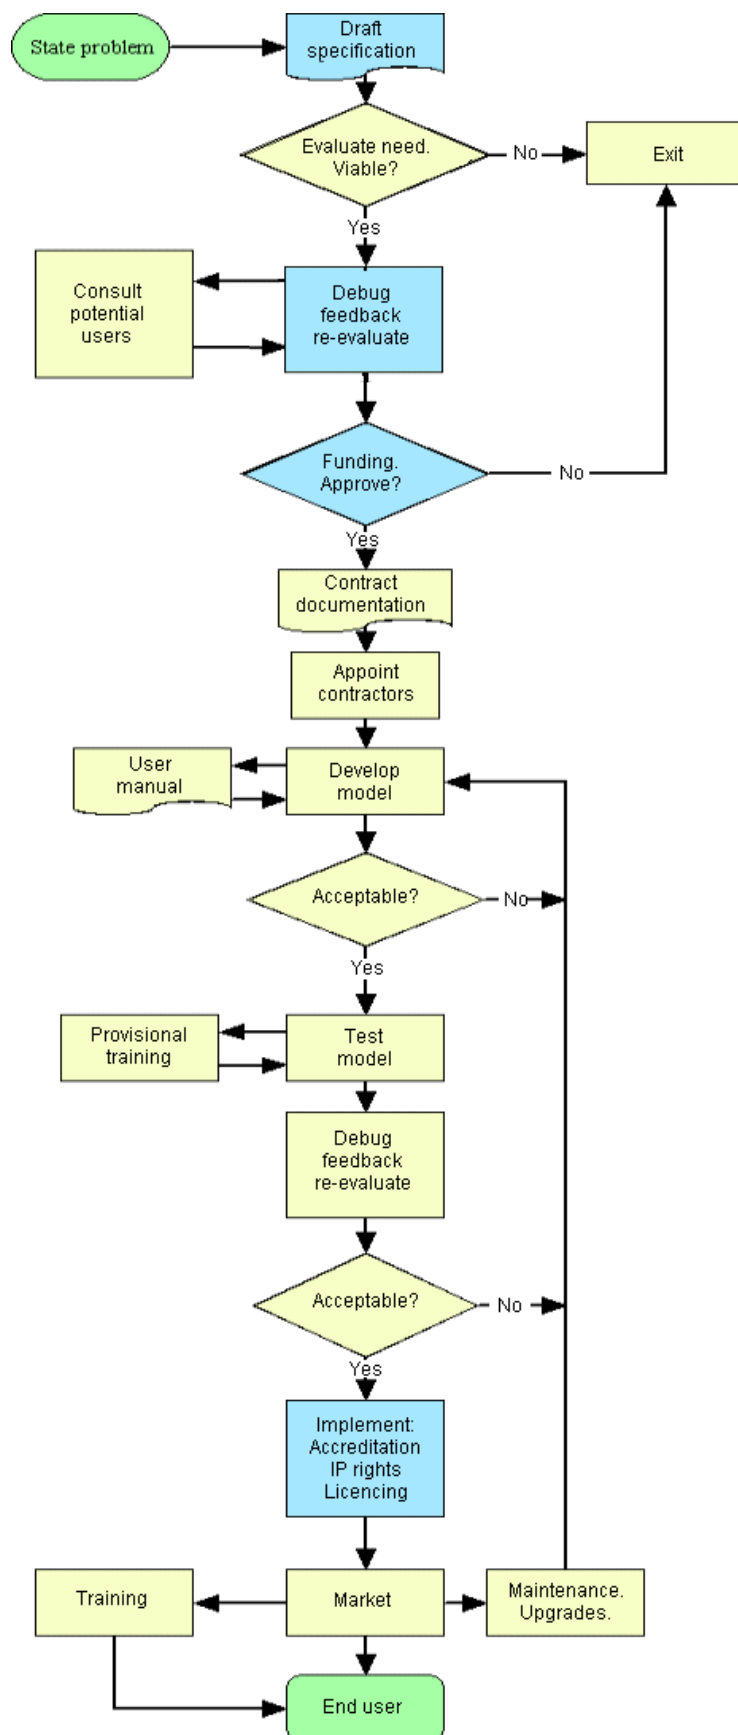 State problem
Draft
specification
Evaluate need.
Viable?
No
Exit
Yes
Consult
potential
users
Debug
feedback
re-evaluate
Funding.
Approve?
No
Yes
Contract
documentation
Appoint
contractors
User
manual
Develop
model
Acceptable?
No
Yes
Provisional
training
Test
model
Debug
feedback
re-evaluate
Acceptable?
No
Yes
Implement:
Accreditation
IP rights
Licencing
Training
Market
Maintenance.
Upgrades.
End user